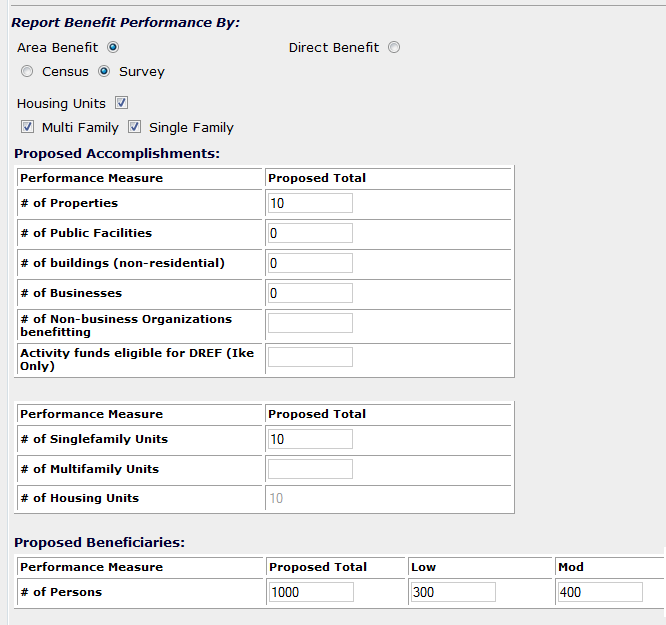 Report Benefit Performance By:
Area Benefit Direct Benefit
Census Survey
Housing Units
Multi Family Single Family
Proposed Accomplishments:
Performance Measure Proposed Total
# of Properties 10
# of Public Facilities 0
# of buildings (non-residential) 0
# of Businesses 0
# of Non-business Organizations
benefitting
Activity funds eligible for DREF (Ike
Only)
Performance Measure Proposed Total
# of Singlefamily Units 10
# of Multifamily Units
# of Housing Units 10
Proposed Beneficiaries:
Performance Measure Proposed Total Low Mod
# of Persons 1000 300 400